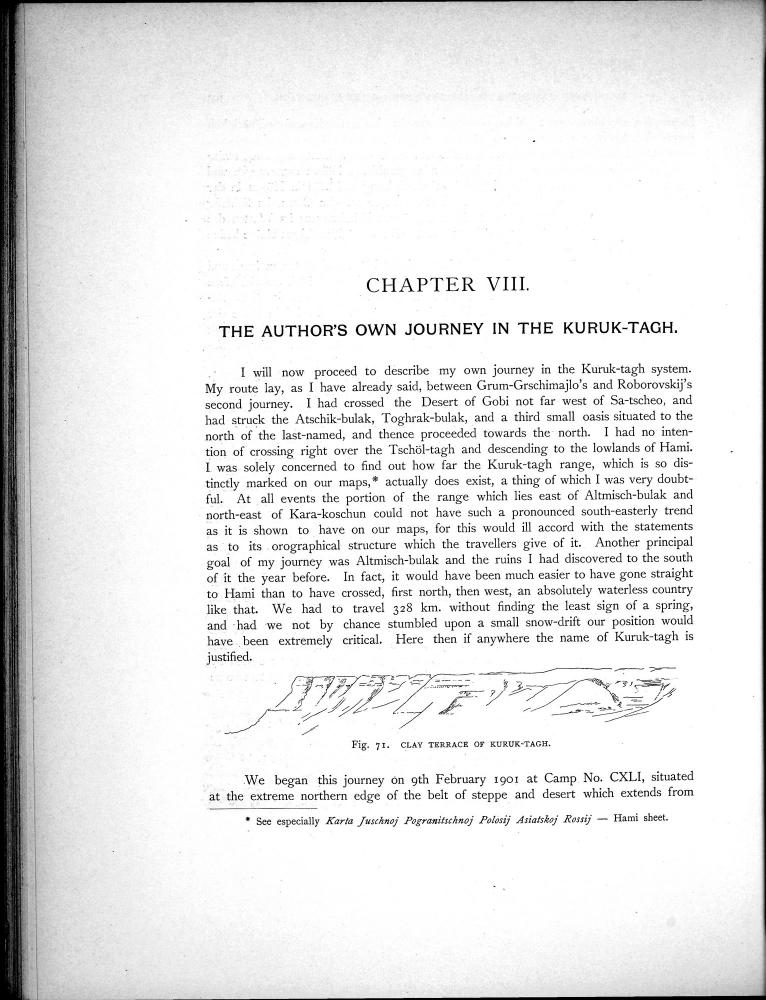 CHAPTER VIII.
THE AUTHOR'S OWN JOURNEY IN THE KURUK-TAGH.
I will now proceed to describe my own journey in the Kuruk-tagh system.
My route lay, as I have already said, between Grum-Grschimajlo's and Roborovskij's
second journey. I had crossed the Desert of Gobi not far west of Sa-tscheo, and
had struck the Atschik-bulak, Toghrak-bulak, and a third small oasis situated to the
north of the last-named, and thence proceeded towards the north. I had no inten-
tion of crossing right over the Tschöl-tagh and descending to the lowlands of Hami.
I was solely concerned to find out how far the Kuruk-tagh range, which is so dis-
tinctly marked on our maps,* actually does exist, a thing of which I was very doubt-
ful. At all events the portion of the range which lies east of Altmisch-bulak and
north-east of Kara-koschun could not have such a pronounced south-easterly trend
as it is shown to have on our maps, for this would ill accord with the statements
as to its orographical structure which the travellers give of it. Another principal
goal of my journey was Altmisch-bulak and the ruins I had discovered to the south
of it the year before. In fact, it would have been much easier to have gone straight
to Hami than to have crossed, first north, then west, an absolutely waterless country
like that. We had to travel 328 km. without finding the least sign of a spring,
and had we not by chance stumbled upon a small snow-drift our position would
have been extremely critical. Here then if anywhere the name of Kuruk-tagh is
justified.
Fig. 71. CLAY TERRACE OF KURUK-TAGH.
We began this journey on 9th February 1901 at Camp No. CXLI, situated
at the extreme northern edge of the belt of steppe and desert which extends from
* See especially Karta Juschnoj Pogranitschnoj Polosij Asiatskoj Rossij — Hami sheet.